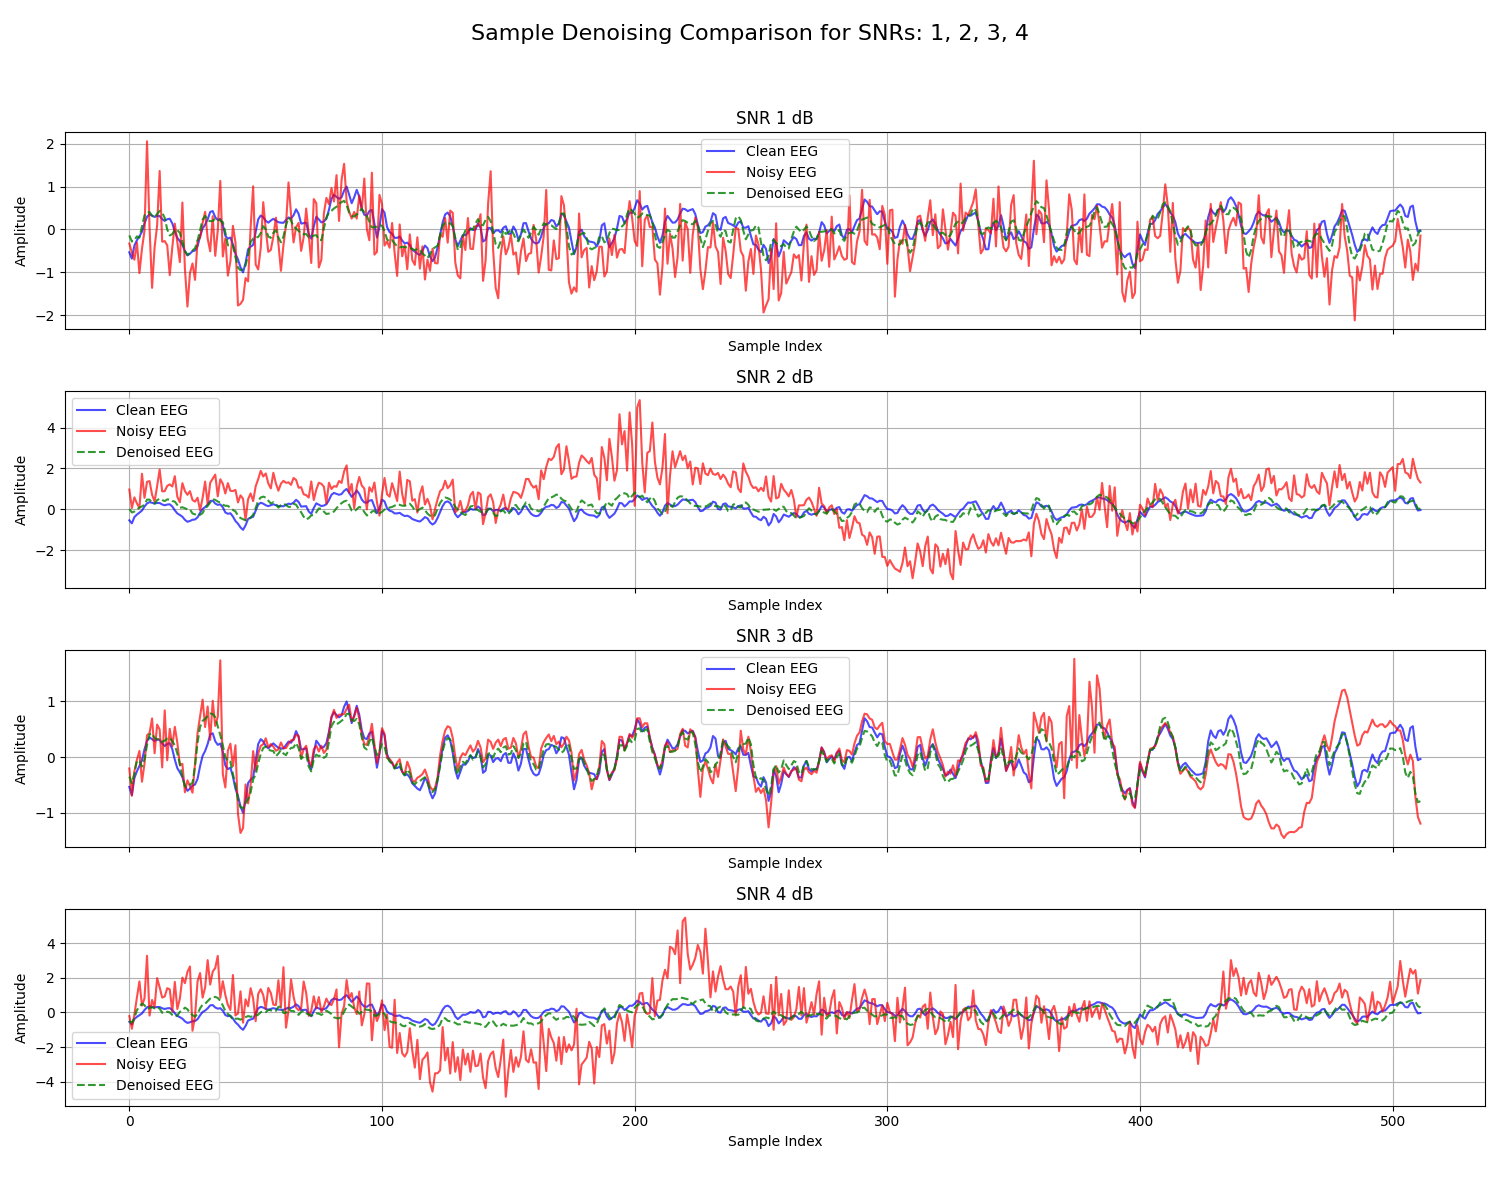 Sample Denoising Comparison for SNRs: 1, 2, 3, 4
SNR 1 dB
Clean EEG
Noisy EEG
Denoised EEG
2
1
0
−1
−2
Amplitude
Sample Index
SNR 2 dB
Clean EEG
Noisy EEG
Denoised EEG
4
2
0
−2
Amplitude
Sample Index
SNR 3 dB
Clean EEG
Noisy EEG
Denoised EEG
1
0
−1
Amplitude
Sample Index
SNR 4 dB
4
2
0
−2
−4
Amplitude
Clean EEG
Noisy EEG
Denoised EEG
0 100 200 300 400 500
Sample Index